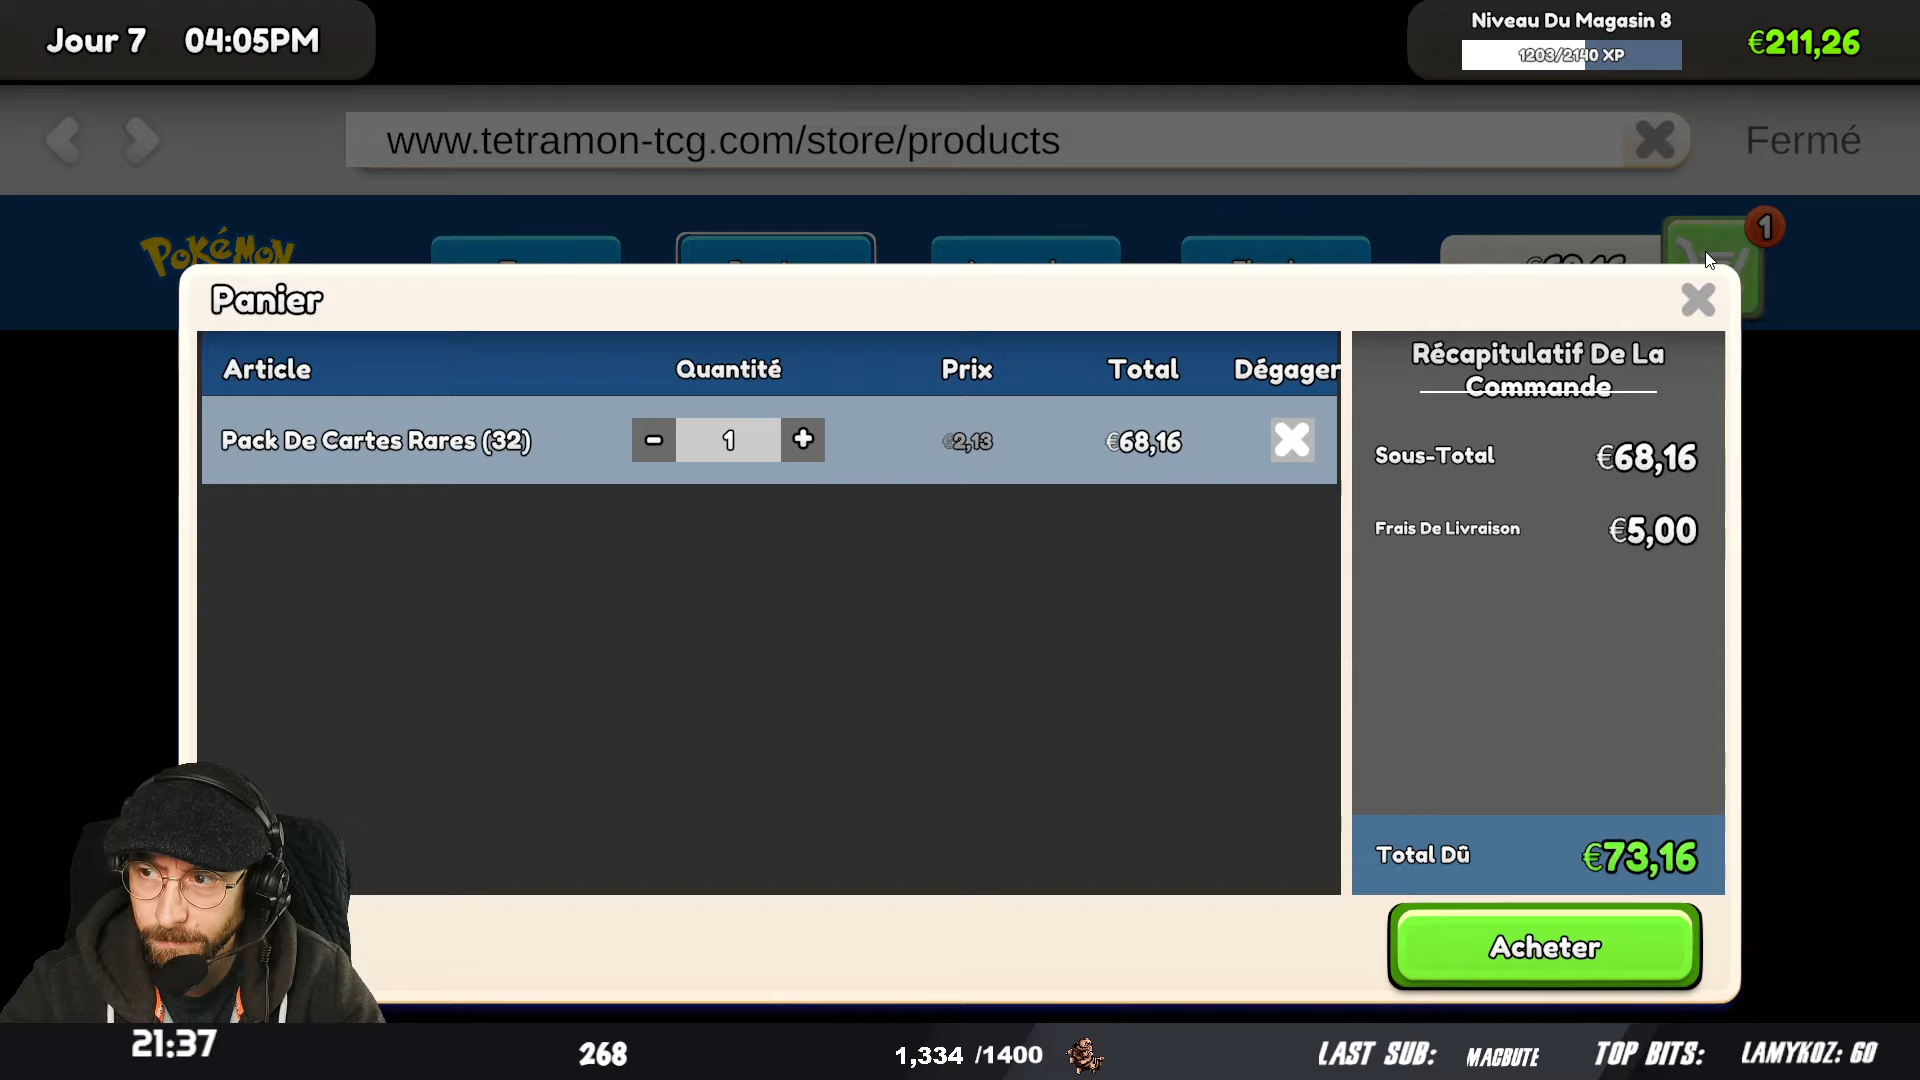 Jour 7 04:05PM
Niveau Du Magasin 8
1203/2140 XP
€211,26
www.tetramon-tcg.com/store/products
Fermé
Pokémon
1
Panier
Article Quantité Prix Total Dégager
Pack De Cartes Rares (32) - 1 + €2,13 €68,16
Récapitulatif De La
Commande
Sous-Total €68,16
Frais De Livraison €5,00
Total Dû €73,16
Acheter
21:37 268 1,334 /1400 LAST SUB: MACBUTE TOP BITS: LAMYKOZ: 60